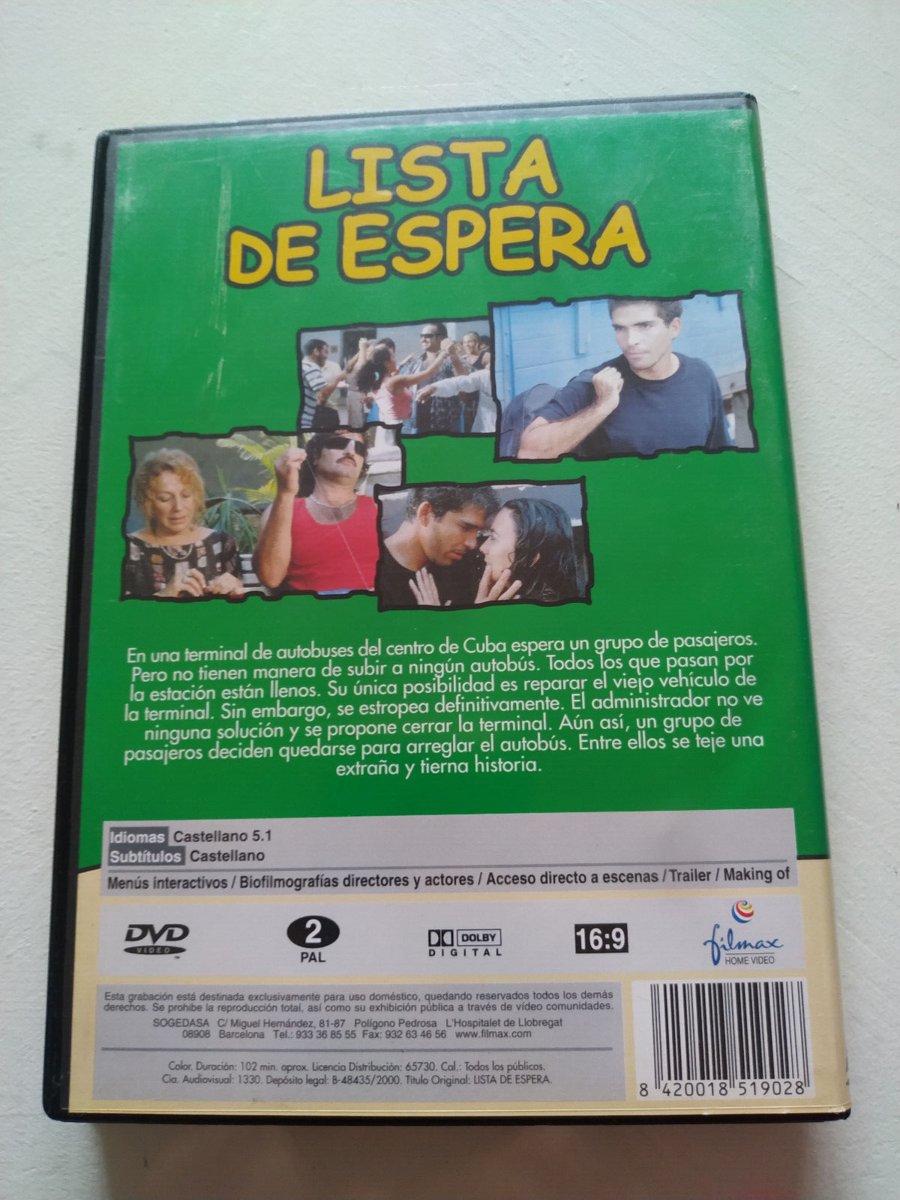 LISTA
DE ESPERA
En una terminal de autobuses del centro de Cuba espera un grupo de pasajeros.
Pero no tienen manera de subir a ningún autobús. Todos los que pasan por
la estación están llenos. Su única posibilidad es reparar el viejo vehículo de
la terminal. Sin embargo, se estropea definitivamente. El administrador no ve
ninguna solución y se propone cerrar la terminal. Aún así, un grupo de
pasajeros deciden quedarse para arreglar el autobús. Entre ellos se teje una
extraña y tierna historia.
Idiomas Castellano 5.1
Subtítulos Castellano
Menús interactivos / Biofilmografías directores y actores / Acceso directo a escenas / Trailer / Making of
DVD
VIDEO
2
PAL
DOLBY
DIGITAL
16:9
filmax
HOME VIDEO
Esta grabación está destinada exclusivamente para uso doméstico, quedando reservados todos los demás
derechos. Se prohibe la reproducción total, así como su exhibición pública a través de vídeo comunidades.
SOGEDASA C/ Miguel Hernández, 81-87 Polígono Pedrosa L'Hospitalet de Llobregat
08908 Barcelona Tel.: 933 36 85 55 Fax: 932 63 46 56 www.filmax.com
Color. Duración: 102 min. aprox. Licencia Distribución: 65730. Cal.: Todos los públicos.
Cia. Audiovisual: 1330. Depósito legal: B-48435/2000. Título Original: LISTA DE ESPERA.
8 420018 519028